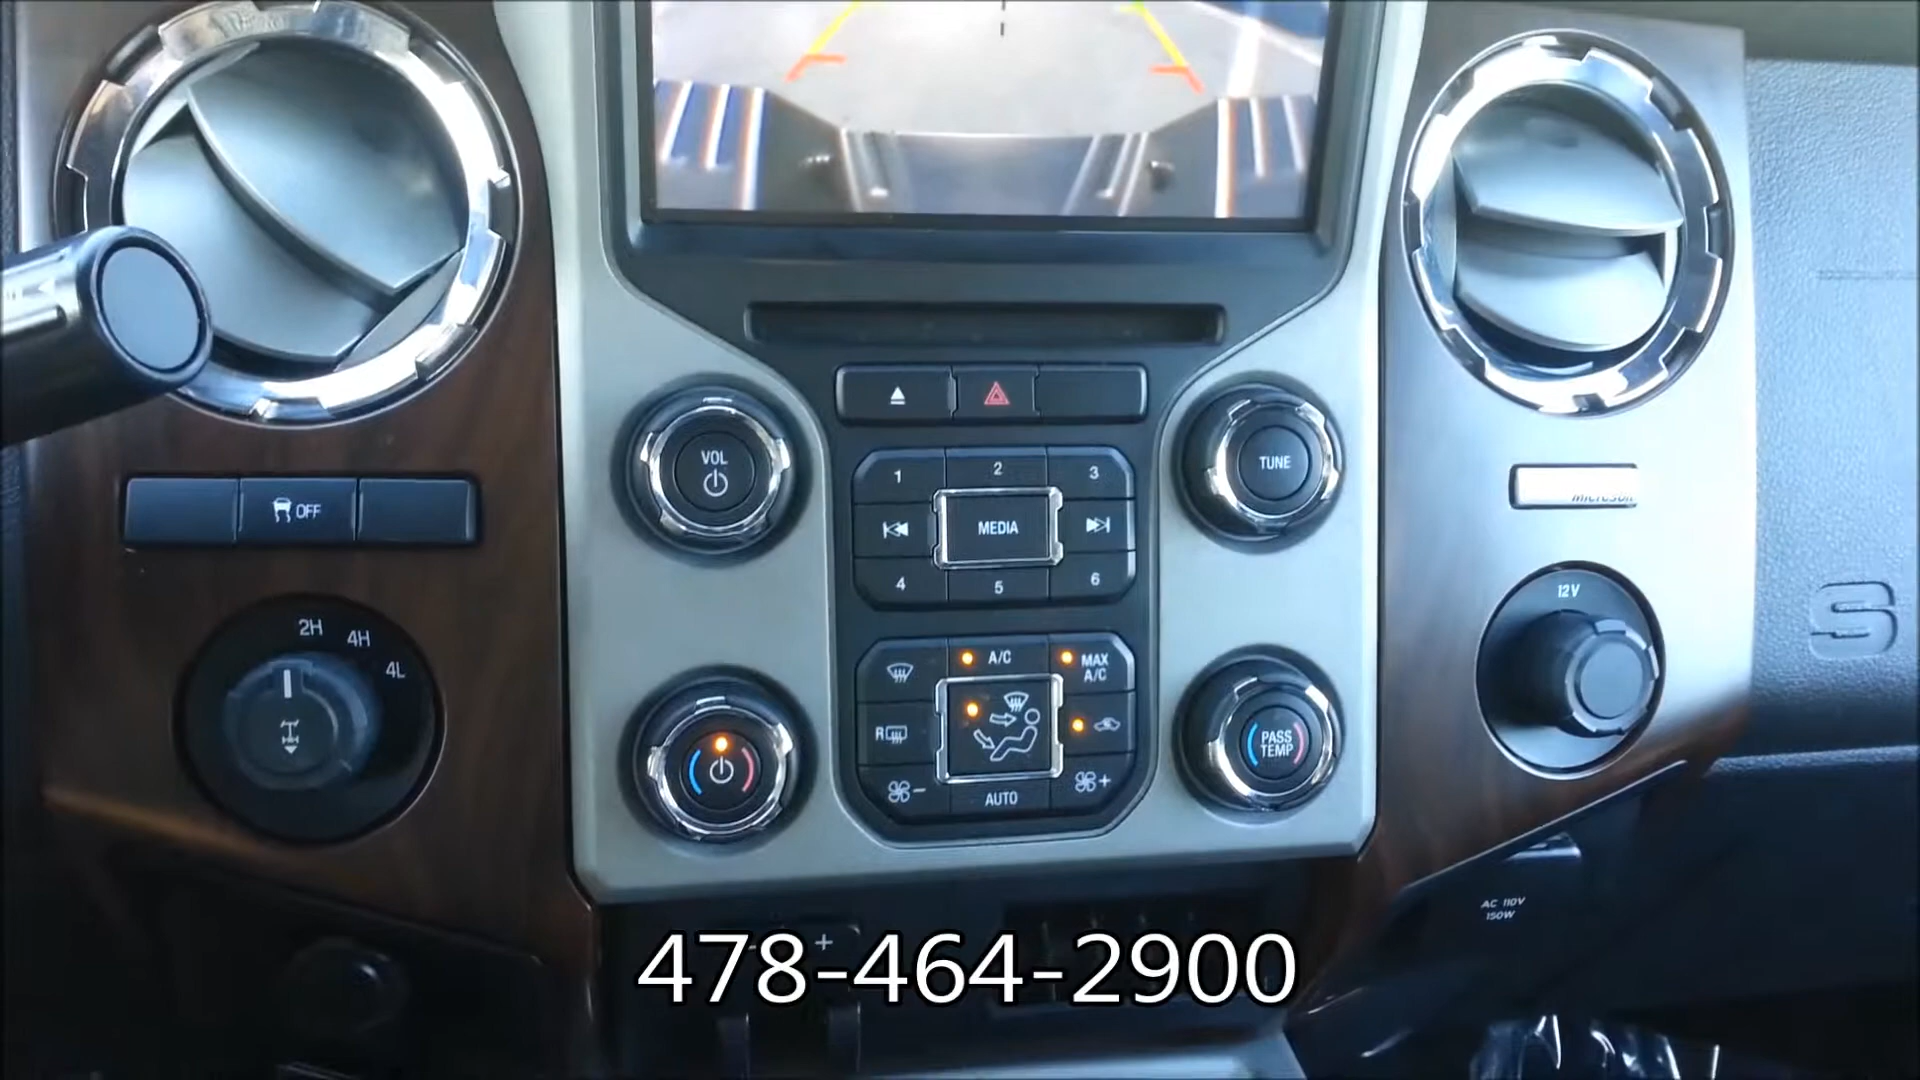 VOL
TUNE
1
2
3
MEDIA
4
5
6
OFF
2H
4H
4L
A/C
MAX
A/C
R
AUTO
PASS
TEMP
Microsoft
12V
S
AC 110V
150W
478-464-2900